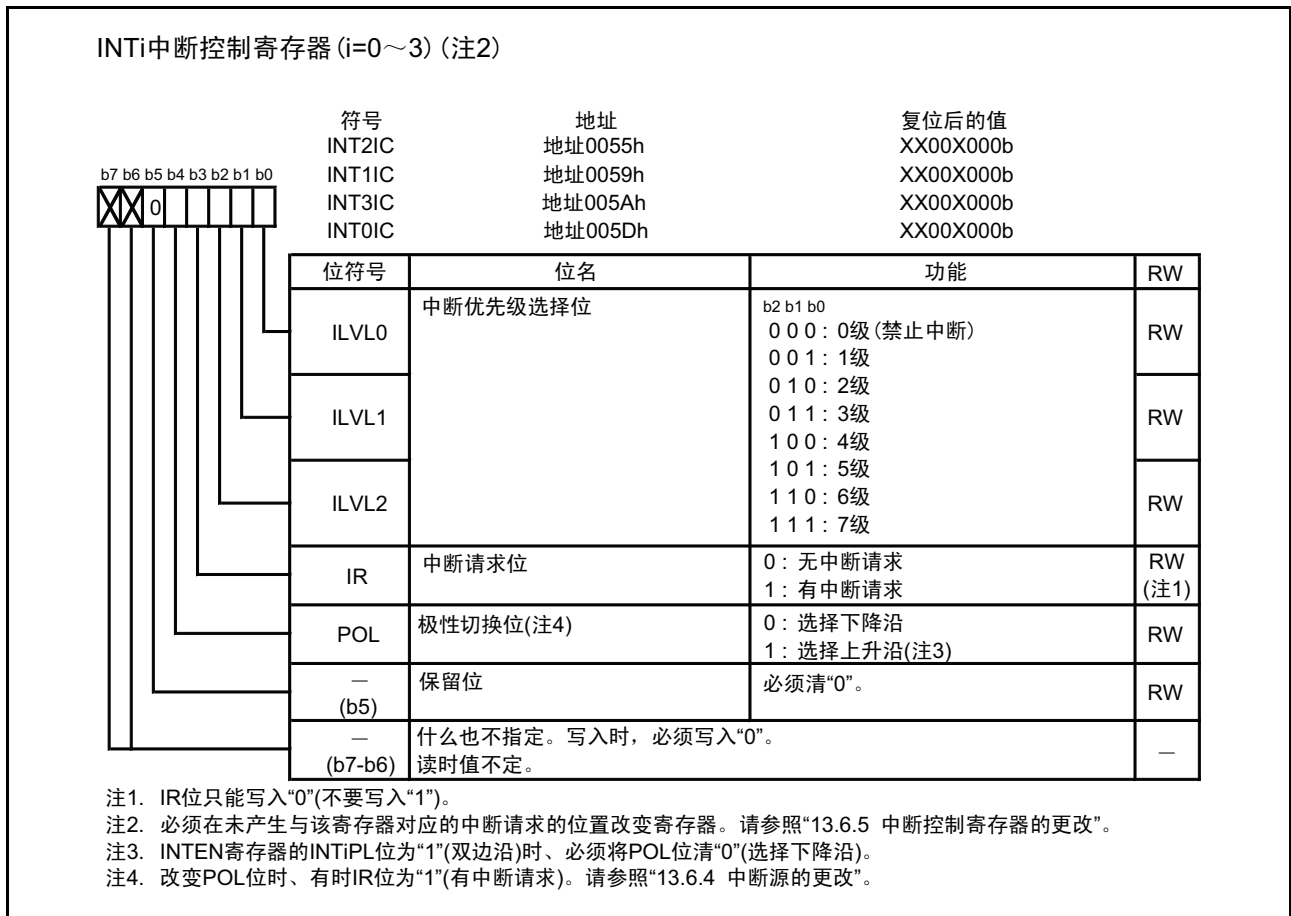 INTi中断控制寄存器(i=0～3)(注2)
符号 地址 复位后的值
INT2IC 地址0055h XX00X000b
INT1IC 地址0059h XX00X000b
INT3IC 地址005Ah XX00X000b
INT0IC 地址005Dh XX00X000b
b7 b6 b5 b4 b3 b2 b1 b0
0
位符号 位名 功能 RW
ILVL0 中断优先级选择位 b2 b1 b0 RW
0 0 0 : 0级(禁止中断)
0 0 1 : 1级
0 1 0 : 2级
ILVL1 0 1 1 : 3级 RW
1 0 0 : 4级
1 0 1 : 5级
ILVL2 1 1 0 : 6级 RW
1 1 1 : 7级
IR 中断请求位 0 : 无中断请求 RW
1 : 有中断请求 (注1)
POL 极性切换位(注4) 0 : 选择下降沿 RW
1 : 选择上升沿(注3)
－ 保留位 必须清“0”。 RW
(b5)
－ 什么也不指定。写入时，必须写入“0”。 －
(b7-b6) 读时值不定。
注1. IR位只能写入“0”(不要写入“1”)。
注2. 必须在未产生与该寄存器对应的中断请求的位置改变寄存器。请参照“13.6.5 中断控制寄存器的更改”。
注3. INTEN寄存器的INTiPL位为“1”(双边沿)时、必须将POL位清“0”(选择下降沿)。
注4. 改变POL位时、有时IR位为“1”(有中断请求)。请参照“13.6.4 中断源的更改”。